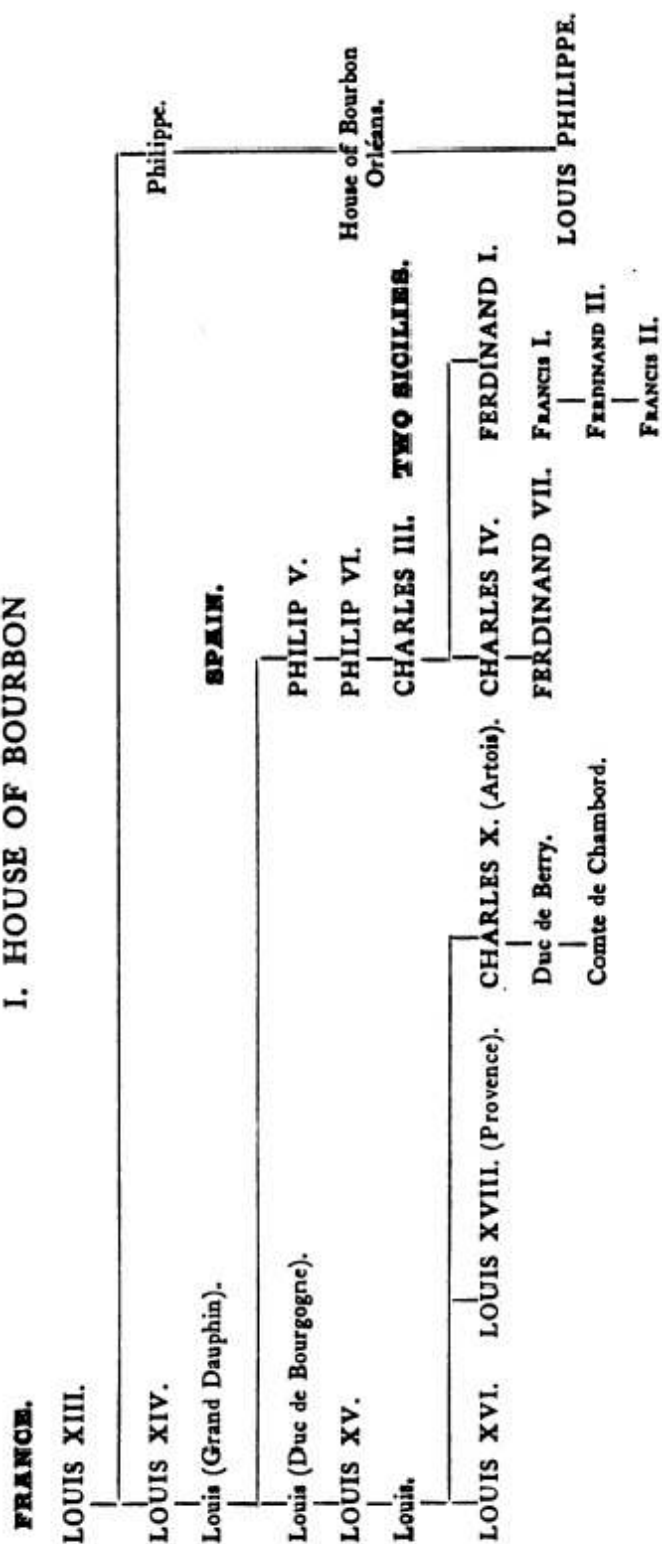 I. HOUSE OF BOURBON
FRANCE.
LOUIS XIII.
LOUIS XIV.
Philippe.
Louis (Grand Dauphin).
SPAIN.
Louis (Duc de Bourgogne).
PHILIP V.
House of Bourbon
Orléans.
LOUIS XV.
PHILIP VI.
Louis.
CHARLES III.
TWO SICILIES.
LOUIS XVI.
LOUIS XVIII. (Provence).
CHARLES X. (Artois).
CHARLES IV.
FERDINAND I.
Duc de Berry.
FERDINAND VII.
FRANCIS I.
LOUIS PHILIPPE.
Comte de Chambord.
FERDINAND II.
FRANCIS II.